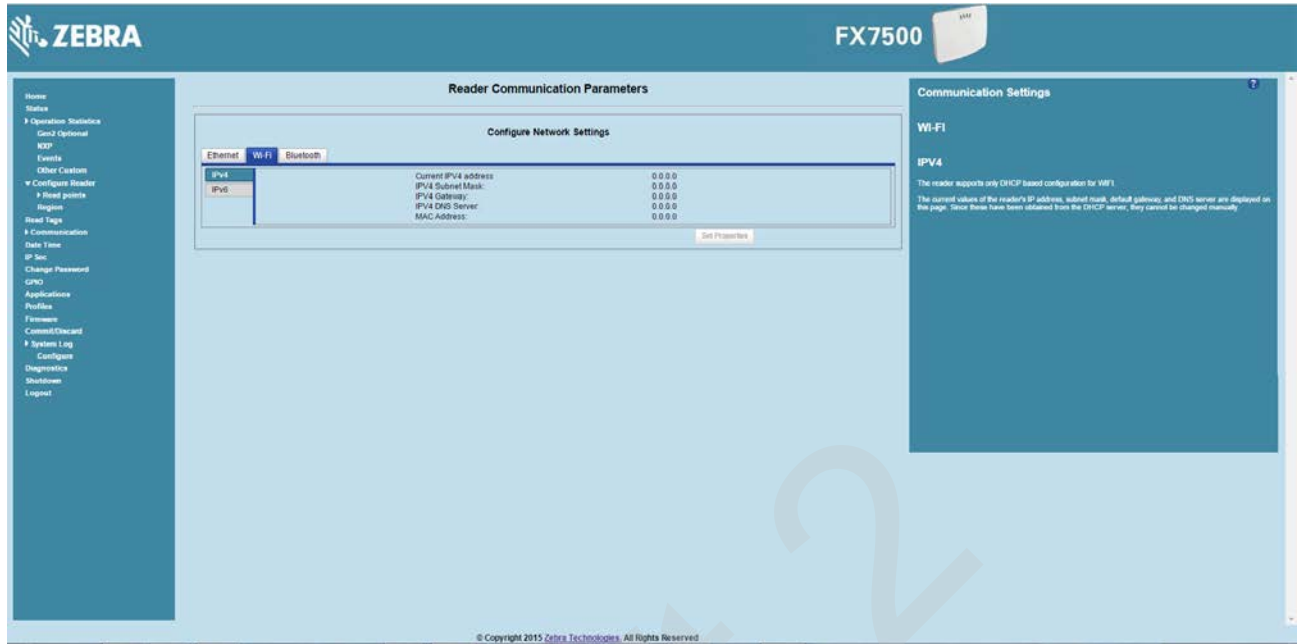 ZEBRA
FX7500
Home
Status
Operation Statistics
Gen2 Optional
NXP
Events
Other Custom
Configure Reader
Read points
Region
Read Tags
Communication
Date Time
IP Sec
Change Password
GPIO
Applications
Profiles
Firmware
Commit/Discard
System Log
Configure
Diagnostics
Shutdown
Logout
Reader Communication Parameters
Configure Network Settings
Ethernet Wi-Fi Bluetooth
IPv4
IPv6
Current IPV4 address 0.0.0.0
IPV4 Subnet Mask: 0.0.0.0
IPV4 Gateway: 0.0.0.0
IPV4 DNS Server: 0.0.0.0
MAC Address: 0.0.0.0
Set Properties
?
Communication Settings
WI-FI
IPV4
The reader supports only DHCP based configuration for WIFI.
The current values of the reader's IP address, subnet mask, default gateway, and DNS server are displayed on
this page. Since these have been obtained from the DHCP server, they cannot be changed manually
© Copyright 2015 Zebra Technologies. All Rights Reserved